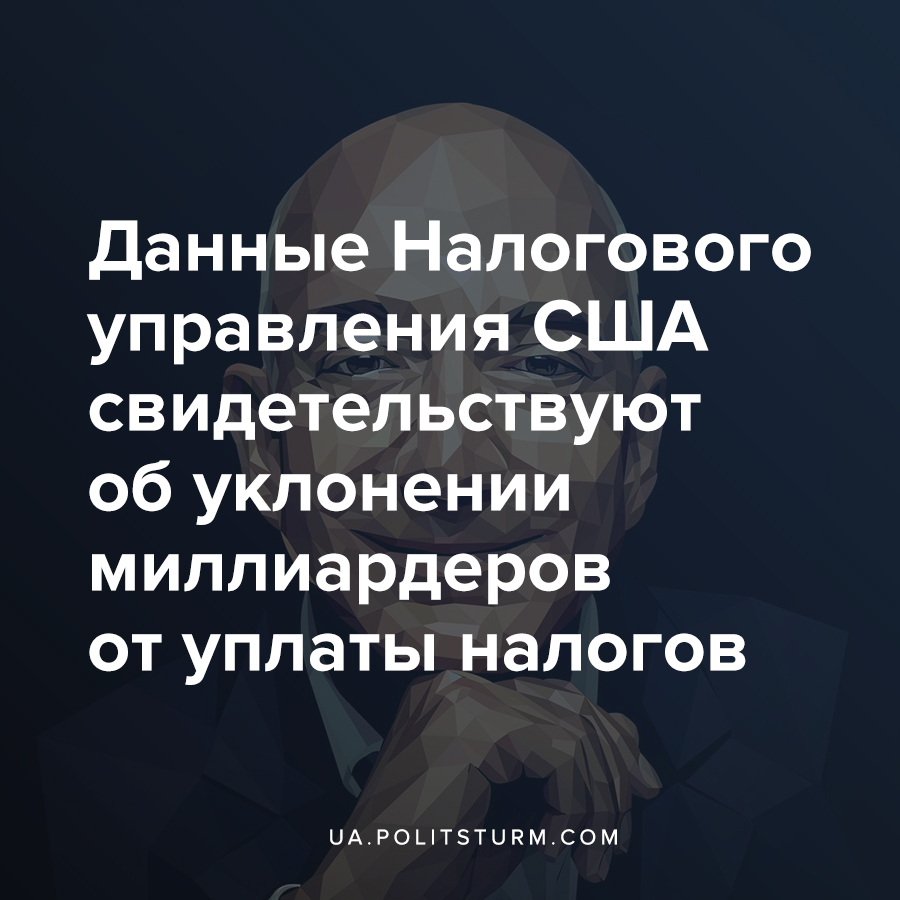 Данные Налогового
управления США
свидетельствуют
об уклонении
миллиардеров
от уплаты налогов
UA.POLITSTURM.COM